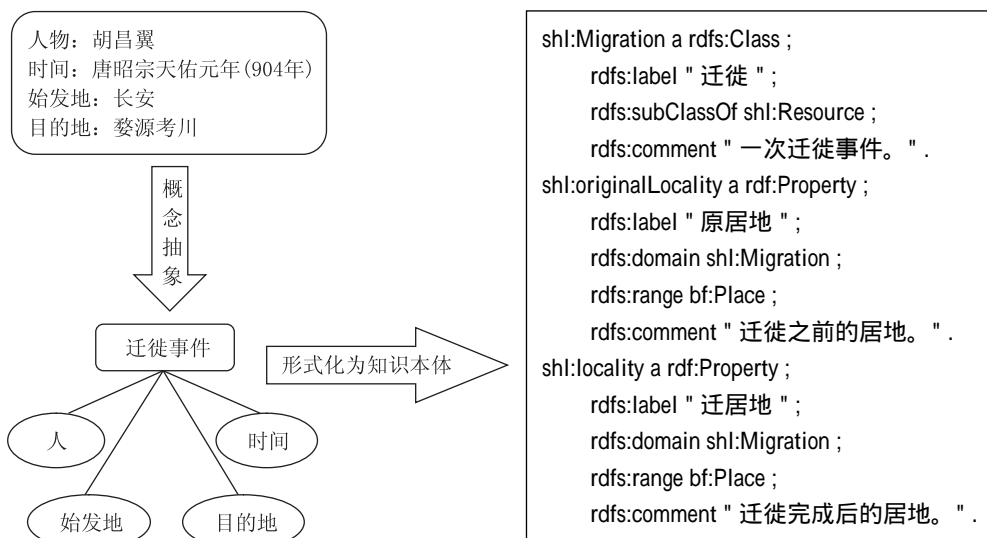 人物：胡昌翼
时间：唐昭宗天佑元年(904年)
始发地：长安
目的地：婺源考川
概念抽象
迁徙事件
人
时间
始发地
目的地
形式化为知识本体
shl:Migration a rdfs:Class ;
rdfs:label " 迁徙 " ;
rdfs:subClassOf shl:Resource ;
rdfs:comment " 一次迁徙事件。" .
shl:originalLocality a rdf:Property ;
rdfs:label " 原居地 " ;
rdfs:domain shl:Migration ;
rdfs:range bf:Place ;
rdfs:comment " 迁徙之前的居地。" .
shl:locality a rdf:Property ;
rdfs:label " 迁居地 " ;
rdfs:domain shl:Migration ;
rdfs:range bf:Place ;
rdfs:comment " 迁徙完成后的居地。" .